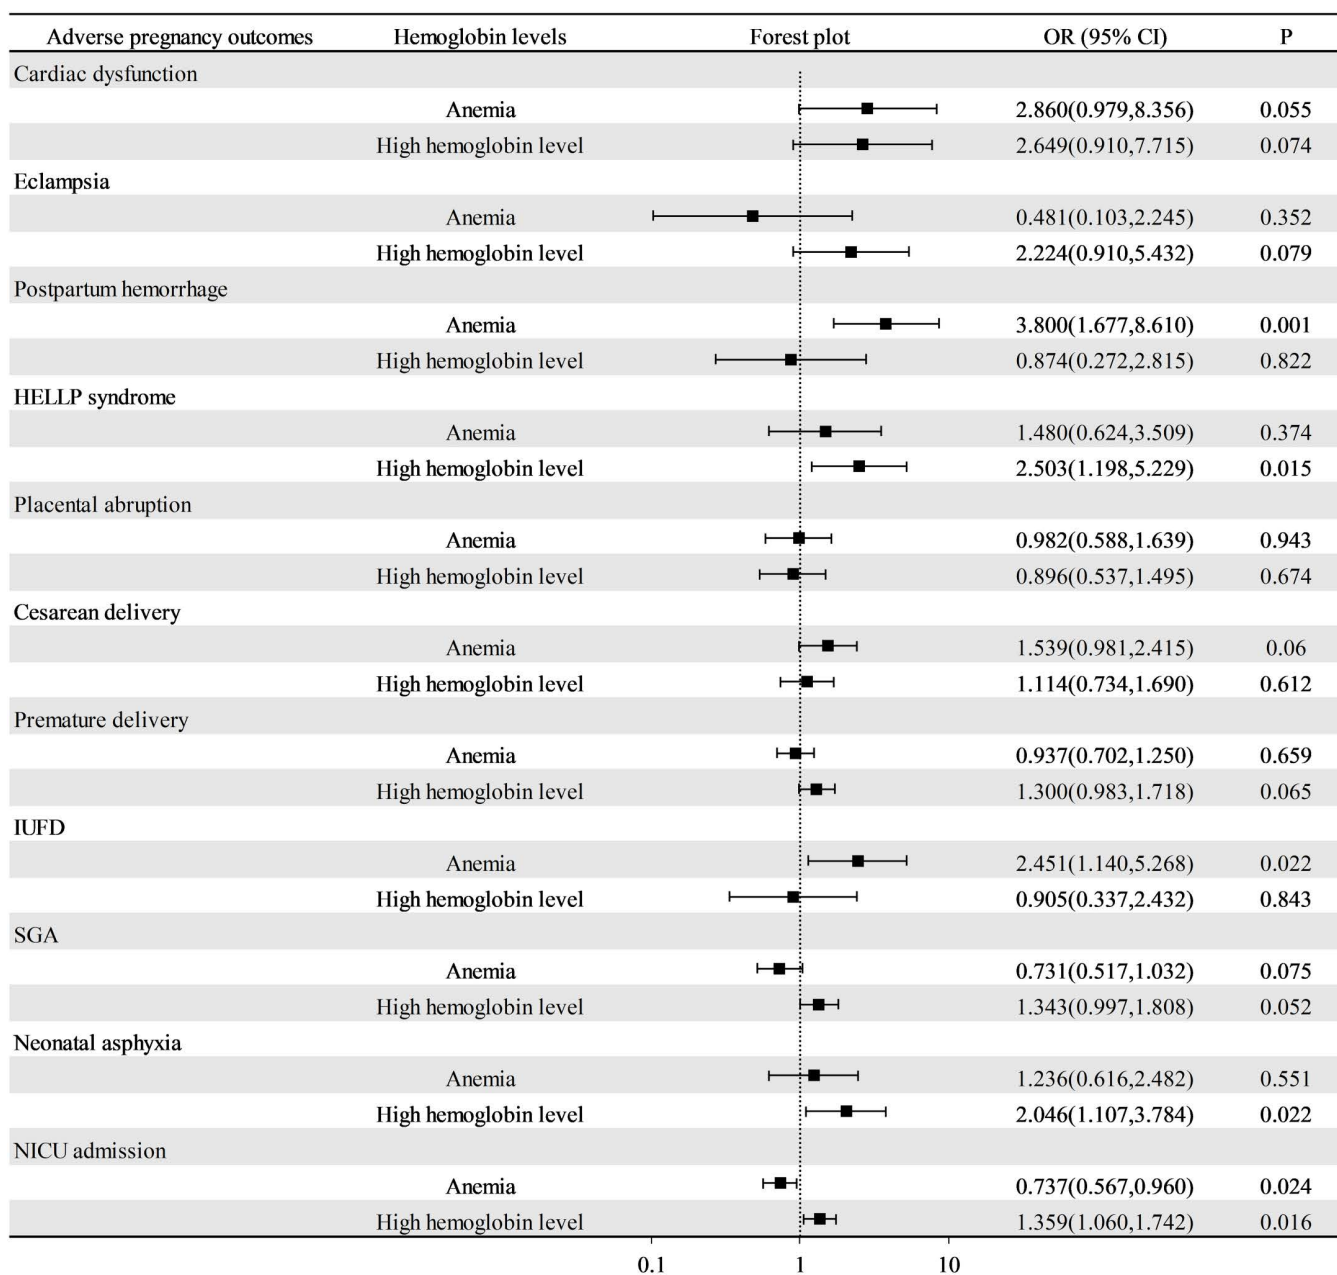 Adverse pregnancy outcomes Hemoglobin levels Forest plot OR (95% CI) P
Cardiac dysfunction
Anemia 2.860(0.979,8.356) 0.055
High hemoglobin level 2.649(0.910,7.715) 0.074
Eclampsia
Anemia 0.481(0.103,2.245) 0.352
High hemoglobin level 2.224(0.910,5.432) 0.079
Postpartum hemorrhage
Anemia 3.800(1.677,8.610) 0.001
High hemoglobin level 0.874(0.272,2.815) 0.822
HELLP syndrome
Anemia 1.480(0.624,3.509) 0.374
High hemoglobin level 2.503(1.198,5.229) 0.015
Placental abruption
Anemia 0.982(0.588,1.639) 0.943
High hemoglobin level 0.896(0.537,1.495) 0.674
Cesarean delivery
Anemia 1.539(0.981,2.415) 0.06
High hemoglobin level 1.114(0.734,1.690) 0.612
Premature delivery
Anemia 0.937(0.702,1.250) 0.659
High hemoglobin level 1.300(0.983,1.718) 0.065
IUFD
Anemia 2.451(1.140,5.268) 0.022
High hemoglobin level 0.905(0.337,2.432) 0.843
SGA
Anemia 0.731(0.517,1.032) 0.075
High hemoglobin level 1.343(0.997,1.808) 0.052
Neonatal asphyxia
Anemia 1.236(0.616,2.482) 0.551
High hemoglobin level 2.046(1.107,3.784) 0.022
NICU admission
Anemia 0.737(0.567,0.960) 0.024
High hemoglobin level 1.359(1.060,1.742) 0.016
0.1 1 10